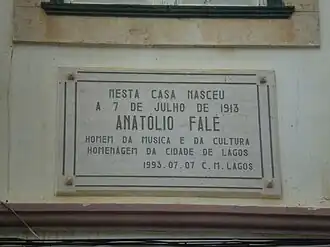 NESTA CASA NASCEU
A 7 DE JULHO DE 1913
ANATÓLIO FALÉ
HOMEM DA MUSICA E DA CULTURA
HOMENAGEM DA CIDADE DE LAGOS
1993.07.07 C.M.LAGOS